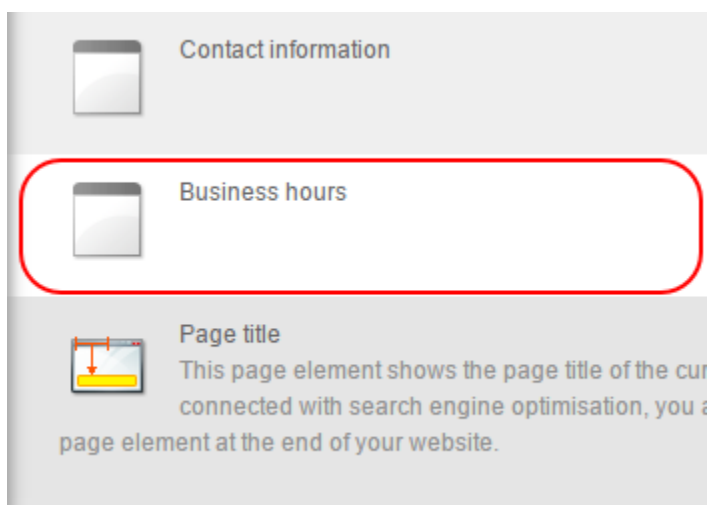 Contact information
Business hours
Page title
This page element shows the page title of the
connected with search engine optimisation, you
page element at the end of your website.